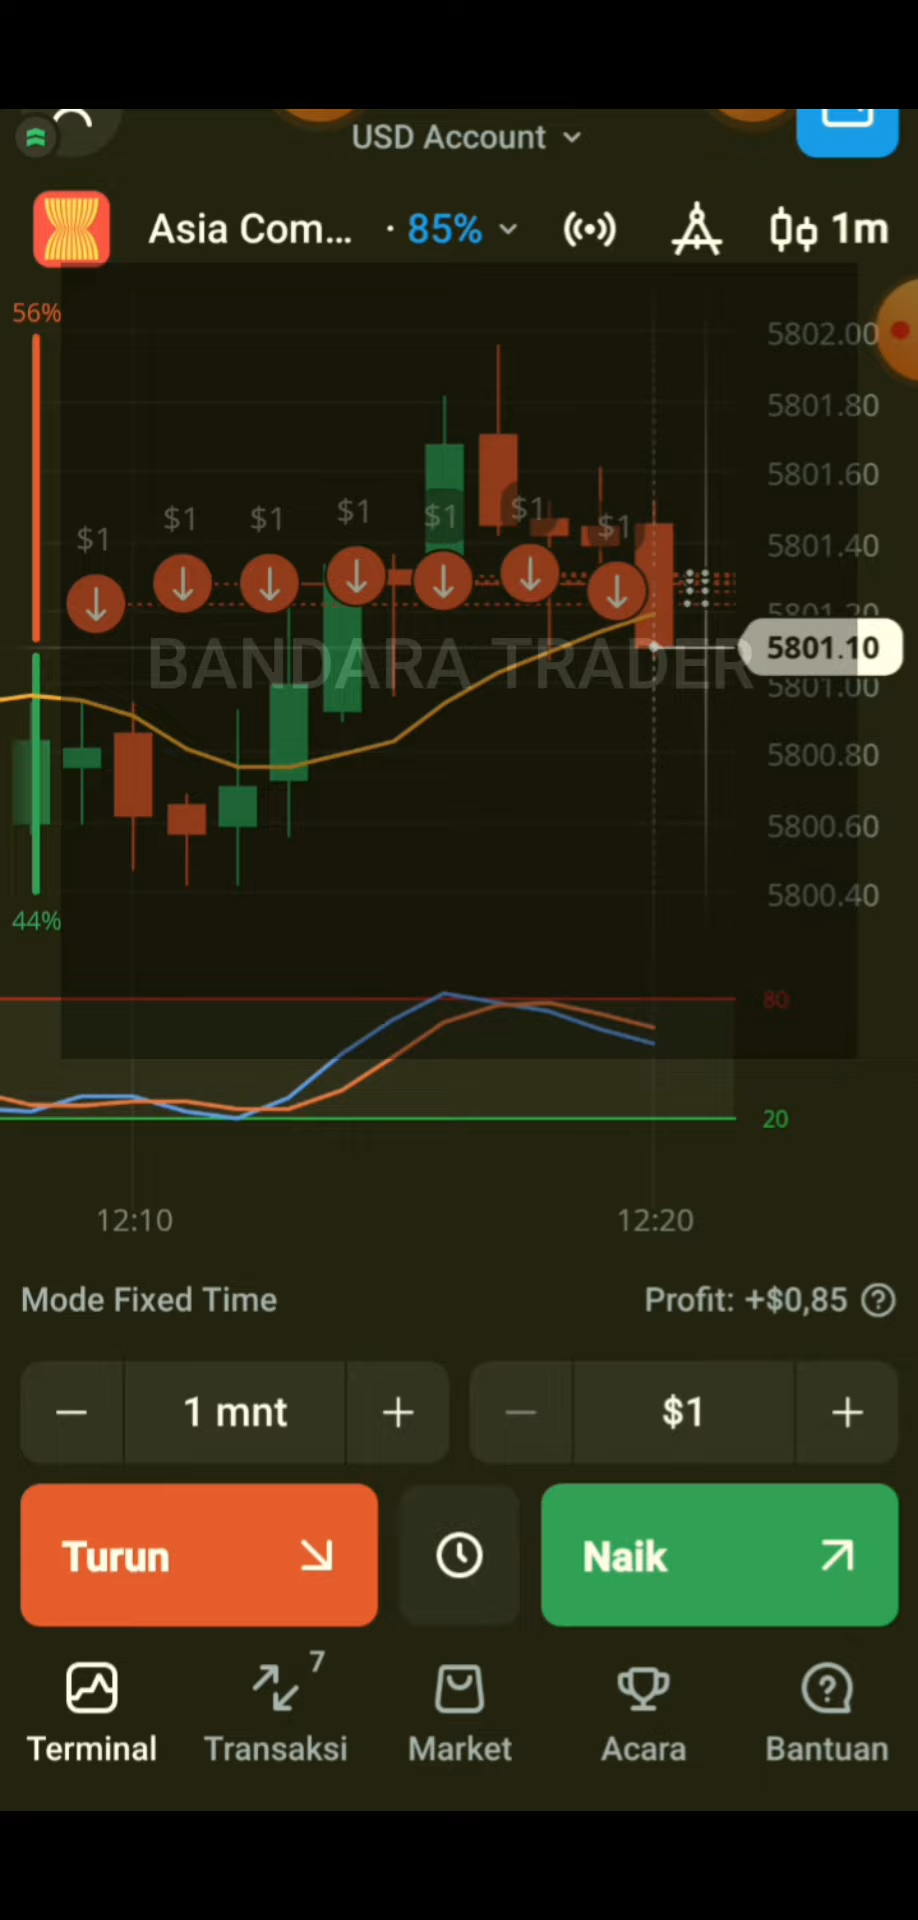 USD Account
Asia Com... · 85% 1m
56%
5802.00
5801.80
5801.60
5801.40
5801.20
5801.10
5801.00
5800.80
5800.60
5800.40
$1 $1 $1 $1 $1 $1 $1
BANDARA TRADER
44%
80
20
12:10 12:20
Mode Fixed Time Profit: +$0,85 ?
− 1 mnt + − $1 +
Turun Naik
7
Terminal Transaksi Market Acara Bantuan